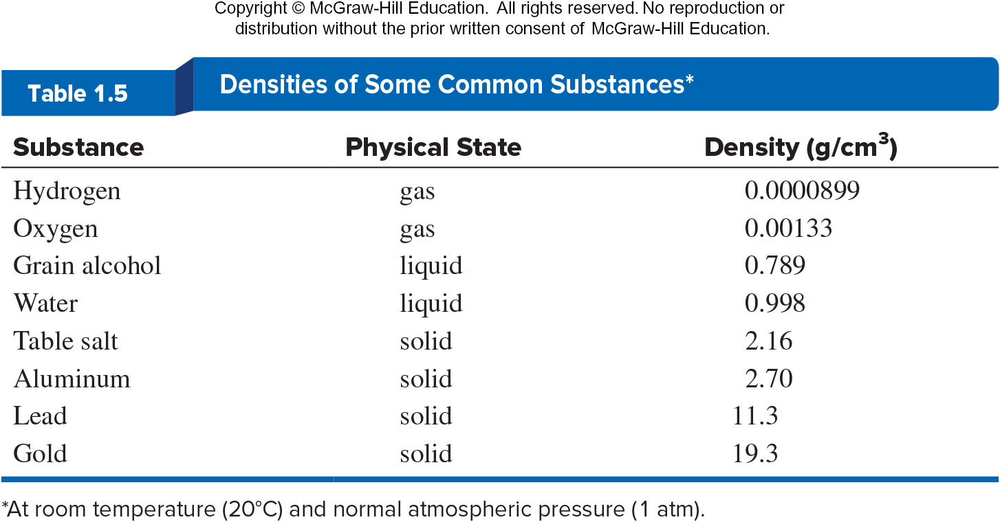 Copyright © McGraw-Hill Education. All rights reserved. No reproduction or
distribution without the prior written consent of McGraw-Hill Education.
Table 1.5 Densities of Some Common Substances*
Substance Physical State Density (g/cm³)
Hydrogen gas 0.0000899
Oxygen gas 0.00133
Grain alcohol liquid 0.789
Water liquid 0.998
Table salt solid 2.16
Aluminum solid 2.70
Lead solid 11.3
Gold solid 19.3
*At room temperature (20°C) and normal atmospheric pressure (1 atm).